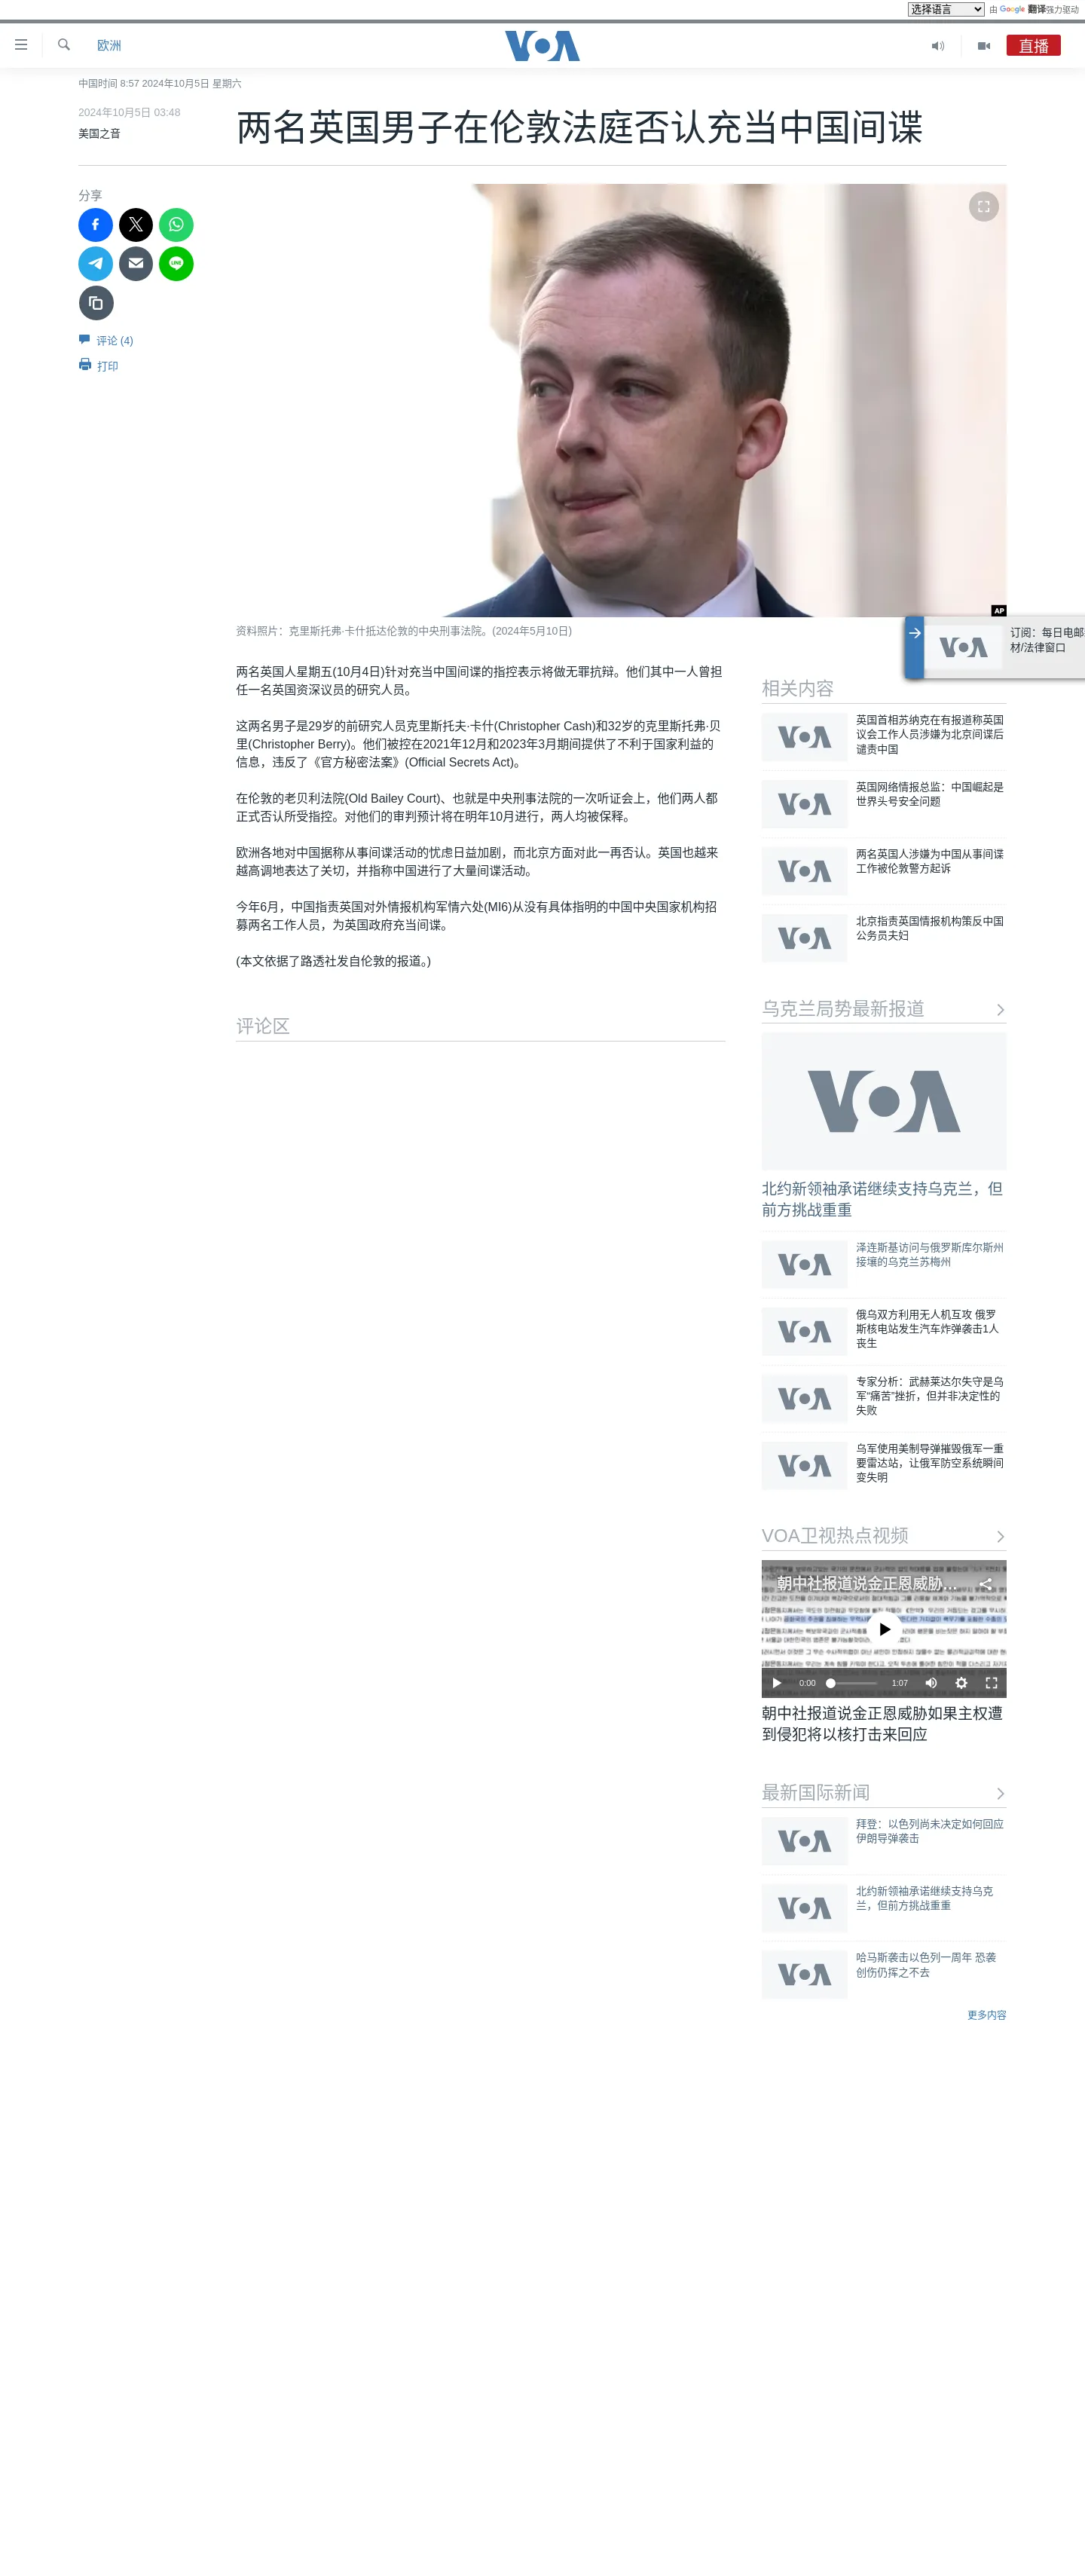 选择语言 由 Google 翻译强力驱动
欧洲
VOA
直播
中国时间 8:57 2024年10月5日 星期六
2024年10月5日 03:48
美国之音
两名英国男子在伦敦法庭否认充当中国间谍
分享
LINE
评论 (4)
打印
AP
资料照片：克里斯托弗·卡什抵达伦敦的中央刑事法院。(2024年5月10日)
VOA
订阅：每日电邮
材/法律窗口
两名英国人星期五(10月4日)针对充当中国间谍的指控表示将做无罪抗辩。他们其中一人曾担
任一名英国资深议员的研究人员。
这两名男子是29岁的前研究人员克里斯托夫·卡什(Christopher Cash)和32岁的克里斯托弗·贝
里(Christopher Berry)。他们被控在2021年12月和2023年3月期间提供了不利于国家利益的
信息，违反了《官方秘密法案》(Official Secrets Act)。
在伦敦的老贝利法院(Old Bailey Court)、也就是中央刑事法院的一次听证会上，他们两人都
正式否认所受指控。对他们的审判预计将在明年10月进行，两人均被保释。
欧洲各地对中国据称从事间谍活动的忧虑日益加剧，而北京方面对此一再否认。英国也越来
越高调地表达了关切，并指称中国进行了大量间谍活动。
今年6月，中国指责英国对外情报机构军情六处(MI6)从没有具体指明的中国中央国家机构招
募两名工作人员，为英国政府充当间谍。
(本文依据了路透社发自伦敦的报道。)
评论区
相关内容
VOA
英国首相苏纳克在有报道称英国
议会工作人员涉嫌为北京间谍后
谴责中国
VOA
英国网络情报总监：中国崛起是
世界头号安全问题
VOA
两名英国人涉嫌为中国从事间谍
工作被伦敦警方起诉
VOA
北京指责英国情报机构策反中国
公务员夫妇
乌克兰局势最新报道
VOA
北约新领袖承诺继续支持乌克兰，但
前方挑战重重
VOA
泽连斯基访问与俄罗斯库尔斯州
接壤的乌克兰苏梅州
VOA
俄乌双方利用无人机互攻 俄罗
斯核电站发生汽车炸弹袭击1人
丧生
VOA
专家分析：武赫莱达尔失守是乌
军"痛苦"挫折，但并非决定性的
失败
VOA
乌军使用美制导弹摧毁俄军一重
要雷达站，让俄军防空系统瞬间
变失明
VOA卫视热点视频
朝中社报道说金正恩威胁…
0:00 1:07
朝中社报道说金正恩威胁如果主权遭
到侵犯将以核打击来回应
最新国际新闻
VOA
拜登：以色列尚未决定如何回应
伊朗导弹袭击
VOA
北约新领袖承诺继续支持乌克
兰，但前方挑战重重
VOA
哈马斯袭击以色列一周年 恐袭
创伤仍挥之不去
更多内容